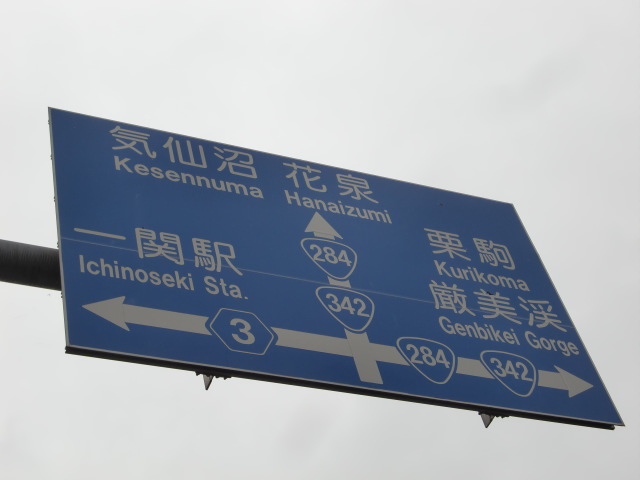 気仙沼 花泉
Kesennuma Hanaizumi
一関駅
Ichinoseki Sta.
栗駒
Kurikoma
厳美渓
Genbikei Gorge
284
342
3
284
342